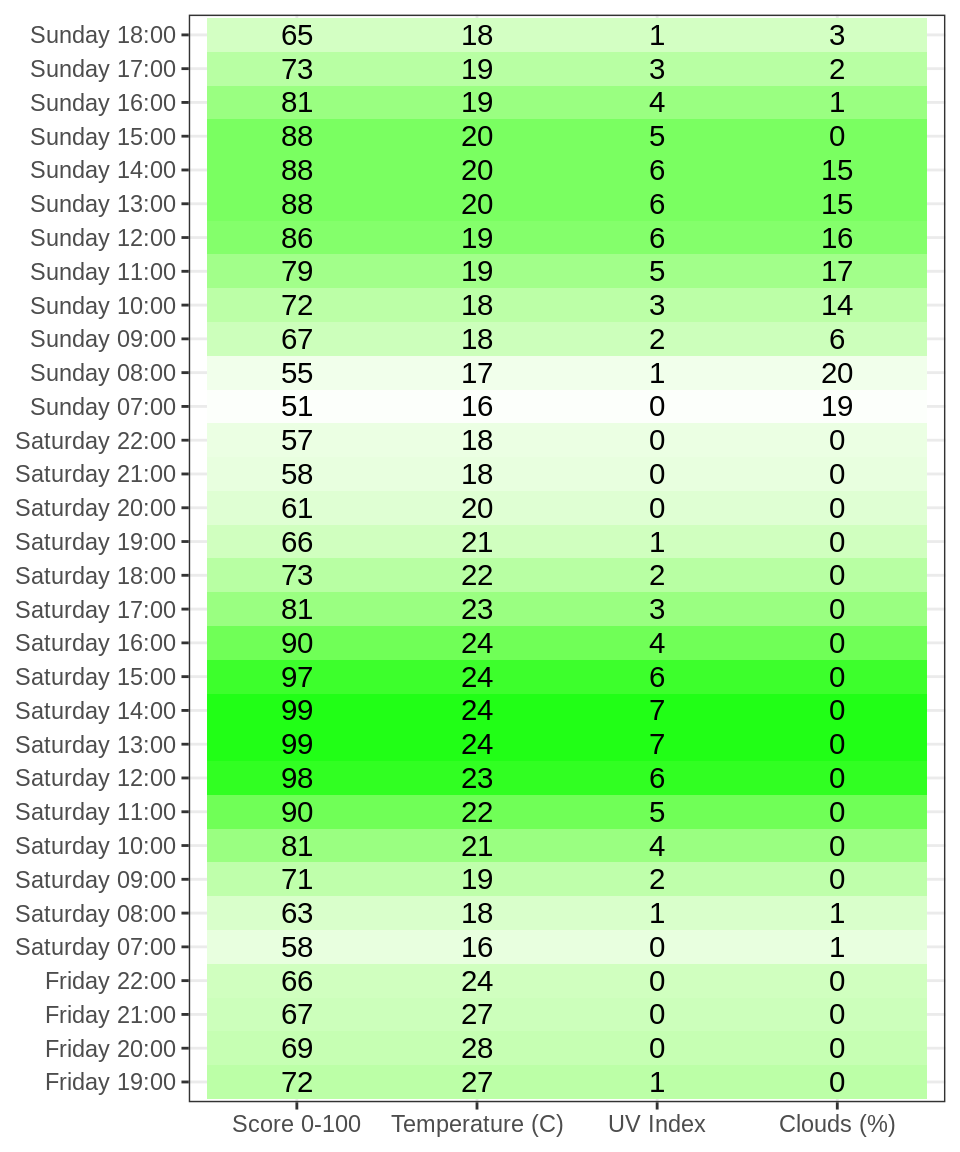 Sunday 18:00 65 18 1 3
Sunday 17:00 73 19 3 2
Sunday 16:00 81 19 4 1
Sunday 15:00 88 20 5 0
Sunday 14:00 88 20 6 15
Sunday 13:00 88 20 6 15
Sunday 12:00 86 19 6 16
Sunday 11:00 79 19 5 17
Sunday 10:00 72 18 3 14
Sunday 09:00 67 18 2 6
Sunday 08:00 55 17 1 20
Sunday 07:00 51 16 0 19
Saturday 22:00 57 18 0 0
Saturday 21:00 58 18 0 0
Saturday 20:00 61 20 0 0
Saturday 19:00 66 21 1 0
Saturday 18:00 73 22 2 0
Saturday 17:00 81 23 3 0
Saturday 16:00 90 24 4 0
Saturday 15:00 97 24 6 0
Saturday 14:00 99 24 7 0
Saturday 13:00 99 24 7 0
Saturday 12:00 98 23 6 0
Saturday 11:00 90 22 5 0
Saturday 10:00 81 21 4 0
Saturday 09:00 71 19 2 0
Saturday 08:00 63 18 1 1
Saturday 07:00 58 16 0 1
Friday 22:00 66 24 0 0
Friday 21:00 67 27 0 0
Friday 20:00 69 28 0 0
Friday 19:00 72 27 1 0
Score 0-100 Temperature (C) UV Index Clouds (%)